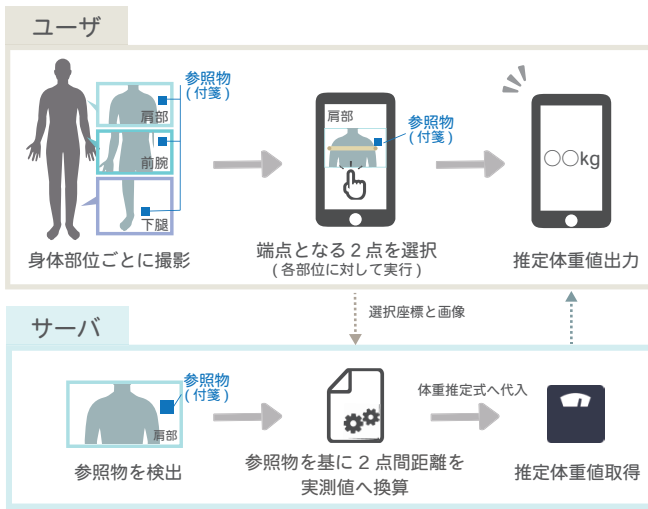 ユーザ
参照物
(付箋)
肩部
前腕
下腿
身体部位ごとに撮影
肩部
参照物
(付箋)
端点となる2点を選択
(各部位に対して実行)
○○kg
推定体重値出力
選択座標と画像
サーバ
参照物
(付箋)
肩部
参照物を検出
参照物を基に2点間距離を
実測値へ換算
体重推定式へ代入
推定体重値取得